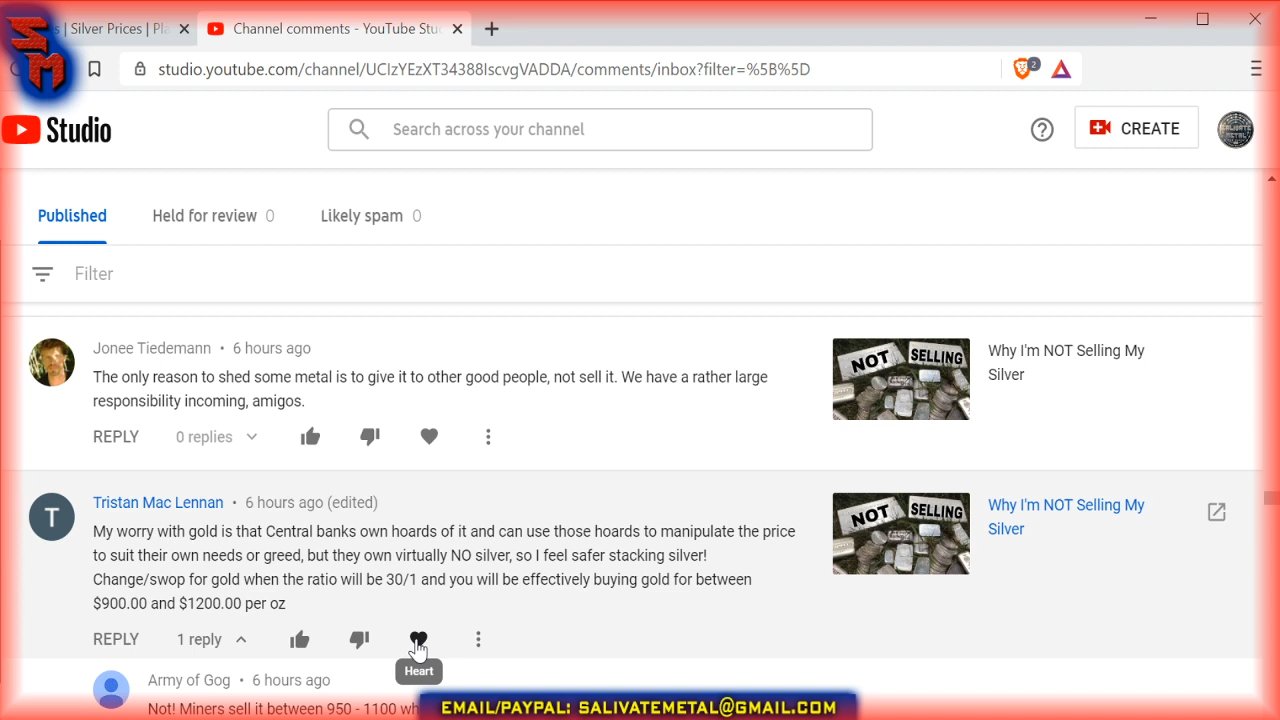 SM
s | Silver Prices | Pla
Channel comments - YouTube Stu
studio.youtube.com/channel/UCIzYEzXT34388IscvgVADDA/comments/inbox?filter=%5B%5D
2
Studio
Search across your channel
CREATE
SALIVATE METAL
Published
Held for review 0
Likely spam 0
Filter
Jonee Tiedemann • 6 hours ago
The only reason to shed some metal is to give it to other good people, not sell it. We have a rather large
responsibility incoming, amigos.
REPLY 0 replies
NOT SELLING
Why I'm NOT Selling My
Silver
T
Tristan Mac Lennan • 6 hours ago (edited)
My worry with gold is that Central banks own hoards of it and can use those hoards to manipulate the price
to suit their own needs or greed, but they own virtually NO silver, so I feel safer stacking silver!
Change/swop for gold when the ratio will be 30/1 and you will be effectively buying gold for between
$900.00 and $1200.00 per oz
REPLY 1 reply
NOT SELLING
Why I'm NOT Selling My
Silver
Heart
Army of Gog • 6 hours ago
Not! Miners sell it between 950 - 1100 wh
EMAIL/PAYPAL: SALIVATEMETAL@GMAIL.COM